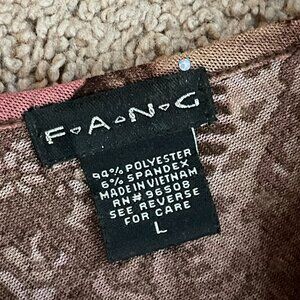 F•A•N•G
94% POLYESTER
6% SPANDEX
MADE IN VIETNAM
RN# 96508
SEE REVERSE
FOR CARE
L